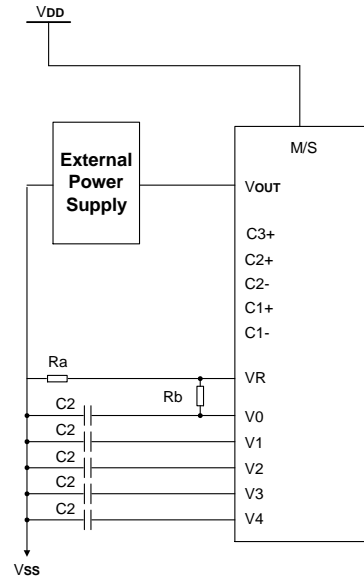 VDD
M/S
External
Power
Supply
VOUT
C3+
C2+
C2-
C1+
C1-
Ra
VR
Rb
C2
V0
C2
V1
C2
V2
C2
V3
C2
V4
VSS